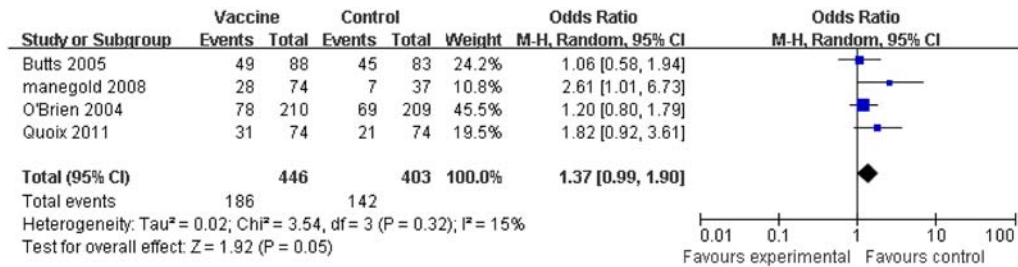 Vaccine Control Odds Ratio Odds Ratio
Study or Subgroup Events Total Events Total Weight M-H, Random, 95% CI M-H, Random, 95% CI
Butts 2005 49 88 45 83 24.2% 1.06 [0.58, 1.94]
manegold 2008 28 74 7 37 10.8% 2.61 [1.01, 6.73]
O'Brien 2004 78 210 69 209 45.5% 1.20 [0.80, 1.79]
Quoix 2011 31 74 21 74 19.5% 1.82 [0.92, 3.61]
Total (95% CI) 446 403 100.0% 1.37 [0.99, 1.90]
Total events 186 142
Heterogeneity: Tau² = 0.02; Chi² = 3.54, df = 3 (P = 0.32); I² = 15%
Test for overall effect: Z = 1.92 (P = 0.05)
0.01 0.1 1 10 100
Favours experimental Favours control